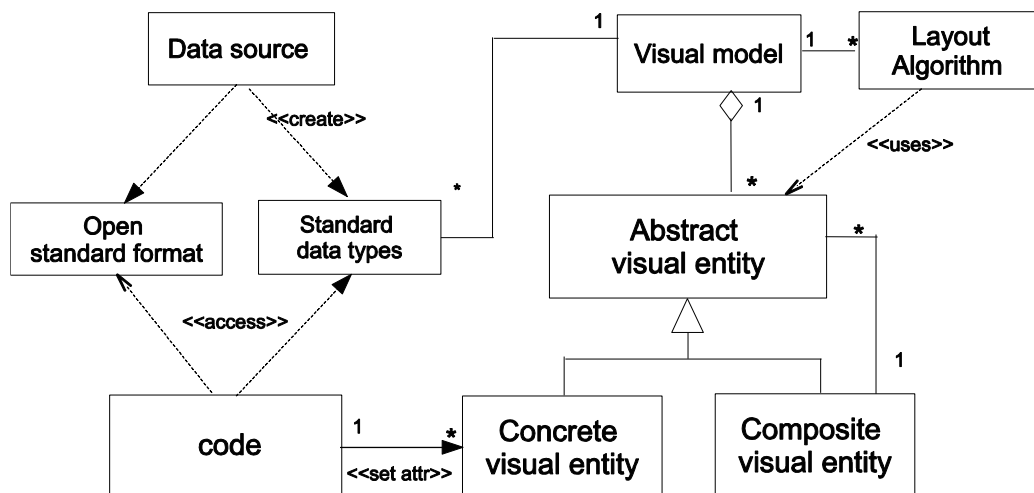 Data source
1
Visual model
1
*
Layout
Algorithm
<<create>>
1
<<uses>>
*
*
Open
standard format
Standard
data types
Abstract
visual entity
*
<<access>>
1
code
1
*
<<set attr>>
Concrete
visual entity
Composite
visual entity